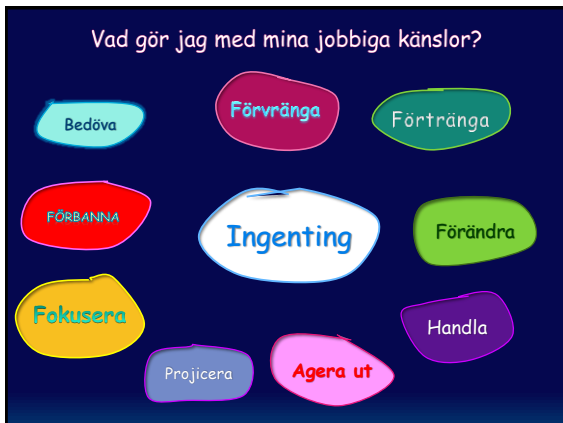 Vad gör jag med mina jobbiga känslor?
Bedöva
Förvränga
Förtränga
FÖRBANNA
Ingenting
Förändra
Fokusera
Handla
Projicera
Agera ut